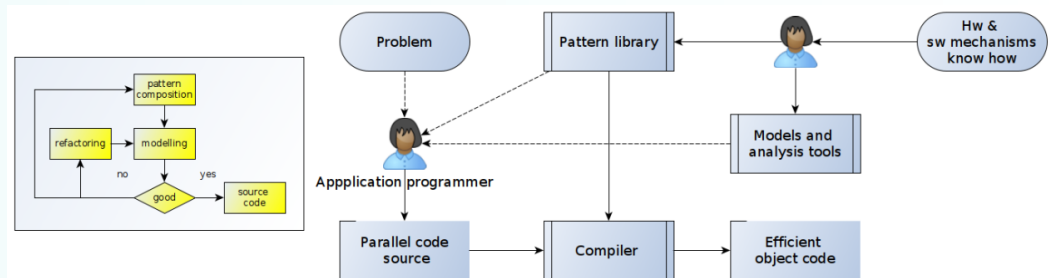 pattern
composition
refactoring
modelling
no
yes
good
source
code
Problem
Pattern library
Hw &
sw mechanisms
know how
Models and
analysis tools
Appplication programmer
Parallel code
source
Compiler
Efficient
object code